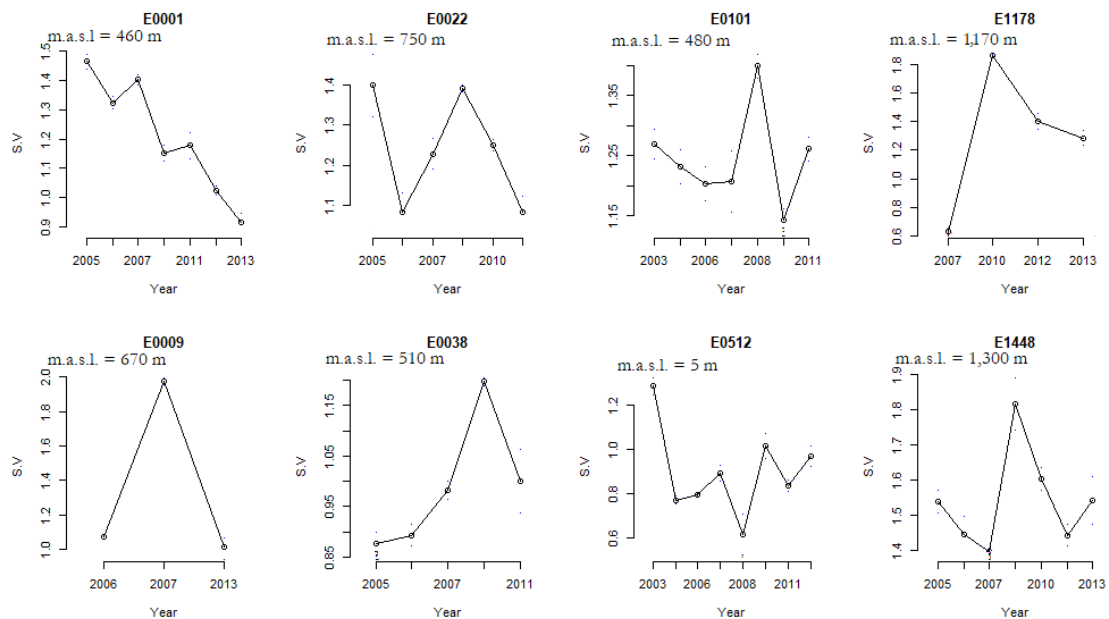 E0001
m.a.s.l. = 460 m
S.V
1.5
1.4
1.3
1.2
1.1
1.0
0.9
2005 2007 2011 2013
Year
E0022
m.a.s.l. = 750 m
S.V
1.4
1.3
1.2
1.1
2005 2007 2010
Year
E0101
m.a.s.l. = 480 m
S.V
1.35
1.25
1.15
2003 2006 2008 2011
Year
E1178
m.a.s.l. = 1,170 m
S.V
1.8
1.6
1.4
1.2
1.0
0.8
0.6
2007 2010 2012 2013
Year
E0009
m.a.s.l. = 670 m
S.V
2.0
1.8
1.6
1.4
1.2
1.0
2006 2007 2013
Year
E0038
m.a.s.l. = 510 m
S.V
1.15
1.05
0.95
0.85
2005 2007 2011
Year
E0512
m.a.s.l. = 5 m
S.V
1.2
1.0
0.8
0.6
2003 2008 2011
Year
E1448
m.a.s.l. = 1,300 m
S.V
1.9
1.8
1.7
1.6
1.5
1.4
2005 2007 2010 2013
Year